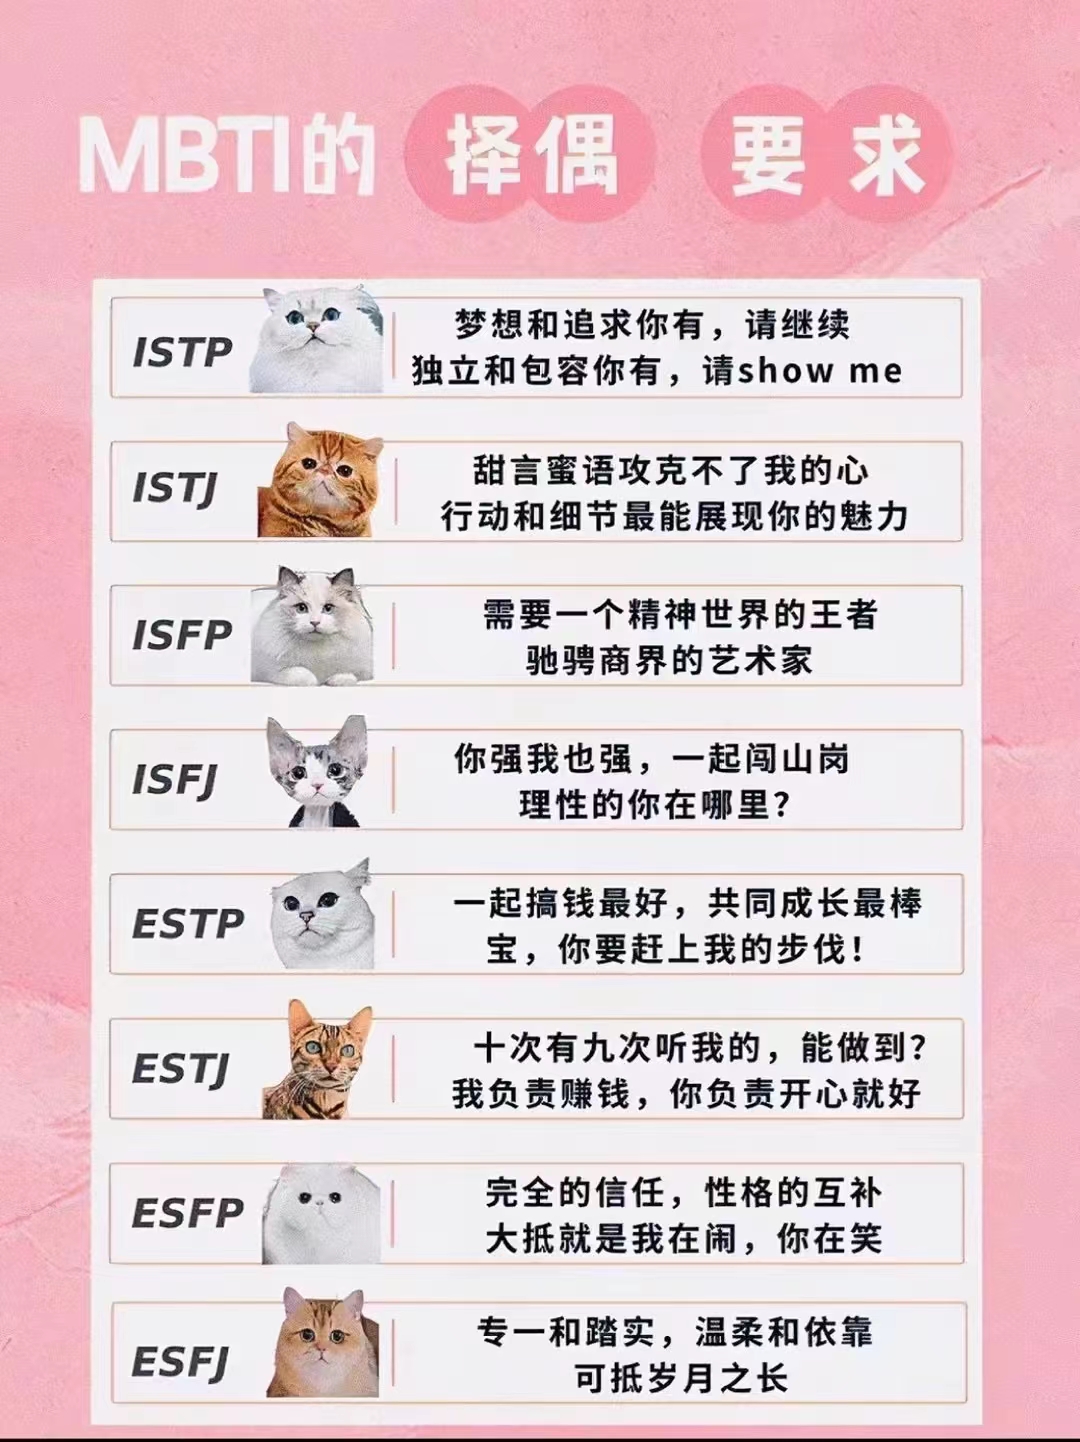 MBTI的 择偶 要求
ISTP
梦想和追求你有，请继续
独立和包容你有，请show me
ISTJ
甜言蜜语攻克不了我的心
行动和细节最能展现你的魅力
ISFP
需要一个精神世界的王者
驰骋商界的艺术家
ISFJ
你强我也强，一起闯山岗
理性的你在哪里？
ESTP
一起搞钱最好，共同成长最棒
宝，你要赶上我的步伐！
ESTJ
十次有九次听我的，能做到？
我负责赚钱，你负责开心就好
ESFP
完全的信任，性格的互补
大抵就是我在闹，你在笑
ESFJ
专一和踏实，温柔和依靠
可抵岁月之长